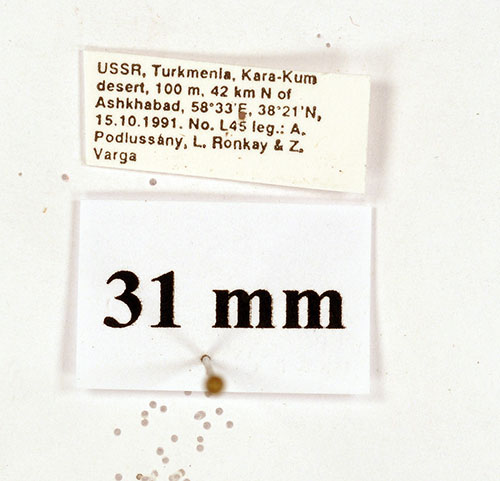 USSR, Turkmenia, Kara-Kum
desert, 100 m, 42 km N of
Ashkhabad, 58°33'E, 38°21'N,
15.10.1991. No. L45 leg.: A.
Podlussány, L. Ronkay & Z.
Varga
31 mm